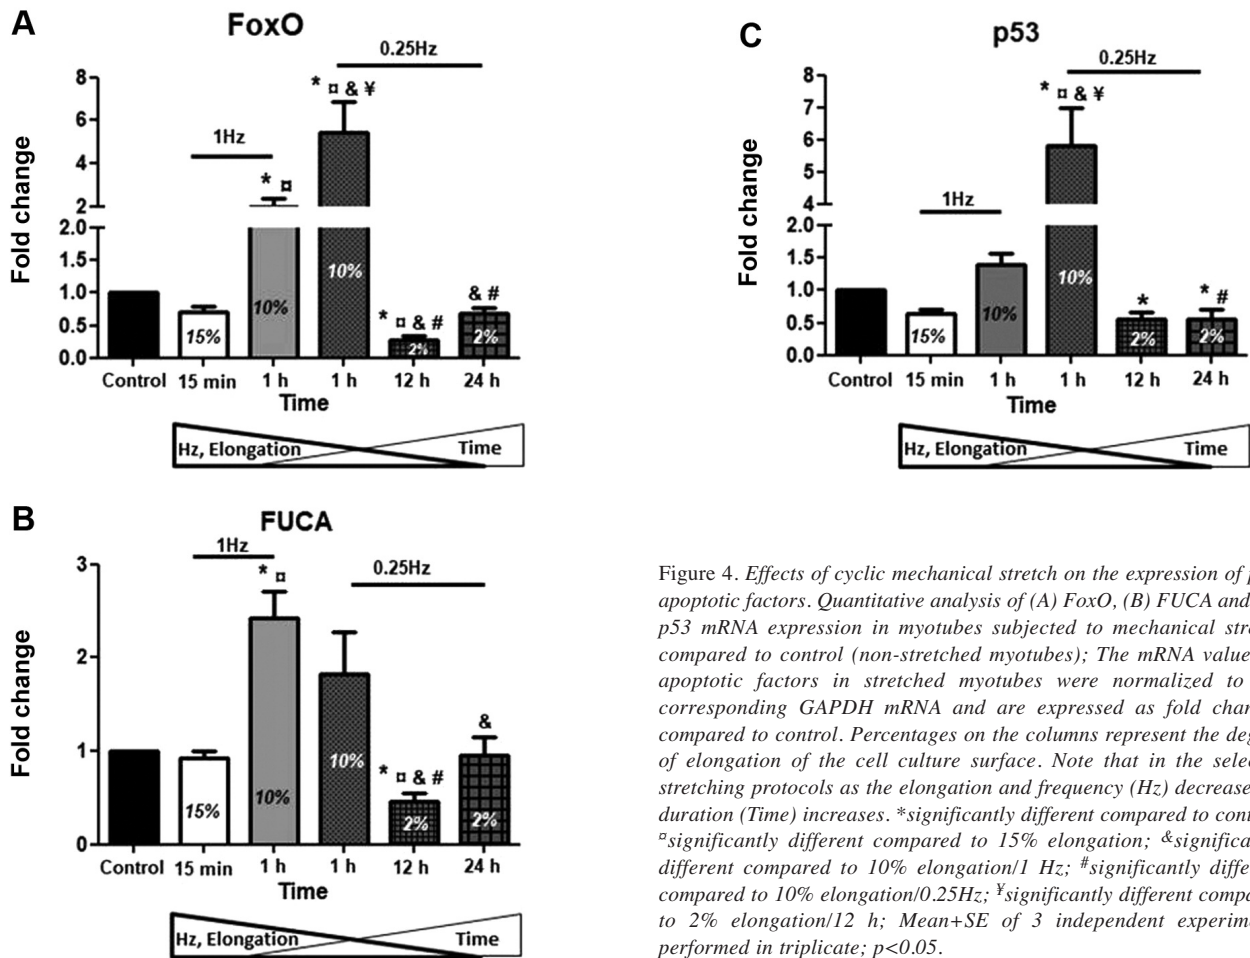 A
FoxO
0.25Hz
* ¤ & ¥
1Hz
* ¤
Fold change
8
6
4
2
2.0
1.5
1.0
0.5
0.0
15%
10%
10%
* ¤ & #
2%
& #
2%
Control 15 min 1 h 1 h 12 h 24 h
Time
Hz, Elongation Time
C
p53
0.25Hz
* ¤ & ¥
1Hz
Fold change
8
7
6
5
4
2.0
1.5
1.0
0.5
0.0
15%
10%
10%
*
2%
* #
2%
Control 15 min 1 h 1 h 12 h 24 h
Time
Hz, Elongation Time
B
FUCA
1Hz
* ¤
0.25Hz
Fold change
3
2
1
0
15%
10%
10%
* ¤ & #
2%
&
2%
Control 15 min 1 h 1 h 12 h 24 h
Time
Hz, Elongation Time
Figure 4. Effects of cyclic mechanical stretch on the expression of
apoptotic factors. Quantitative analysis of (A) FoxO, (B) FUCA and
p53 mRNA expression in myotubes subjected to mechanical
compared to control (non-stretched myotubes); The mRNA
apoptotic factors in stretched myotubes were normalized to
corresponding GAPDH mRNA and are expressed as fold
compared to control. Percentages on the columns represent the
of elongation of the cell culture surface. Note that in the
stretching protocols as the elongation and frequency (Hz)
duration (Time) increases. *significantly different compared to
¤significantly different compared to 15% elongation;
different compared to 10% elongation/1 Hz; #significantly
compared to 10% elongation/0.25Hz; ¥significantly different
to 2% elongation/12 h; Mean+SE of 3 independent
performed in triplicate; p<0.05.